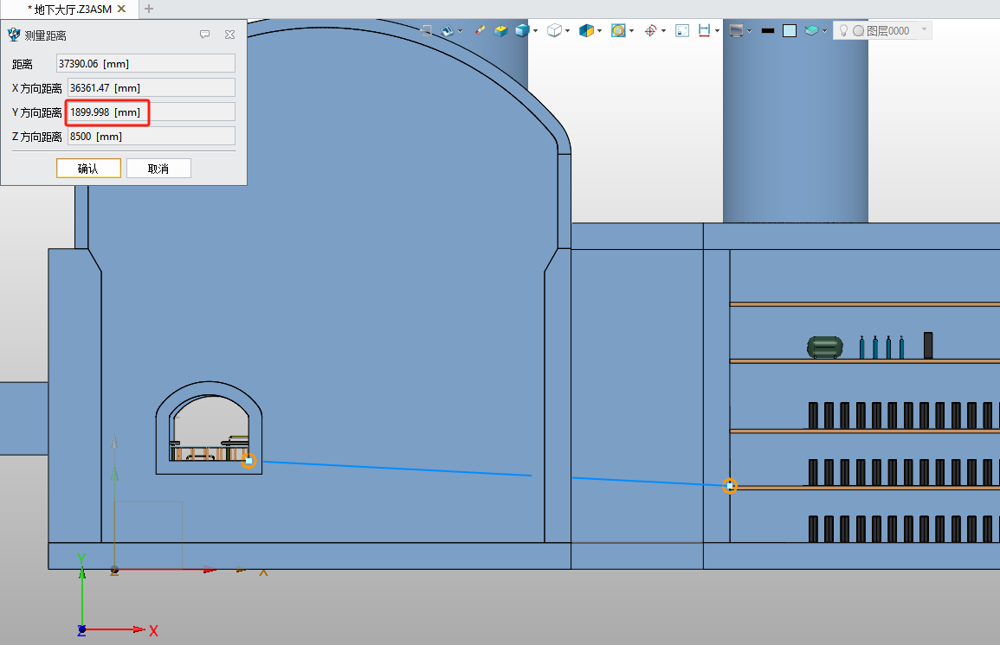 * 地下大厅.Z3ASM
测量距离
距离 37390.06 [mm]
X 方向距离 36361.47 [mm]
Y 方向距离 1899.998 [mm]
Z 方向距离 8500 [mm]
确认 取消
图层0000
Z X
Y
Z X